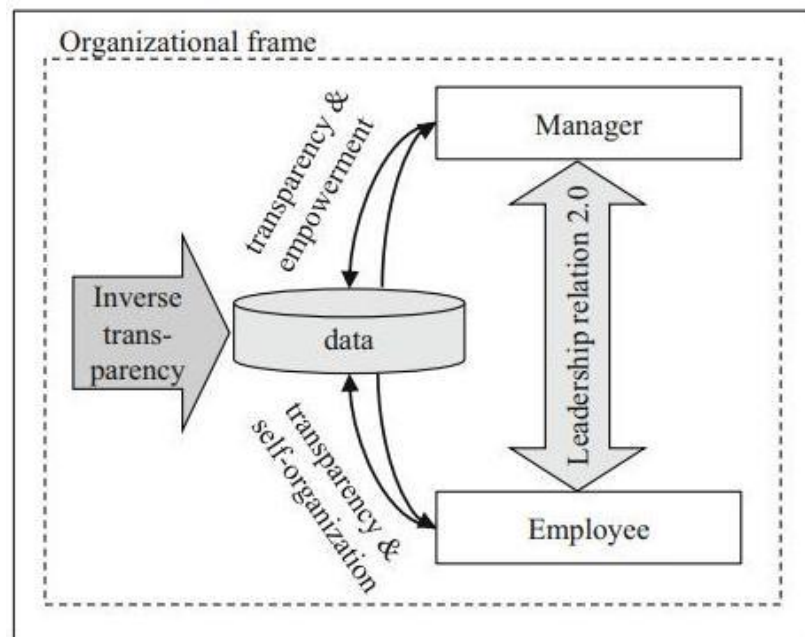 Organizational frame
transparency &
empowerment
Manager
Leadership relation 2.0
Inverse
trans-
parency
data
transparency &
self-organization
Employee